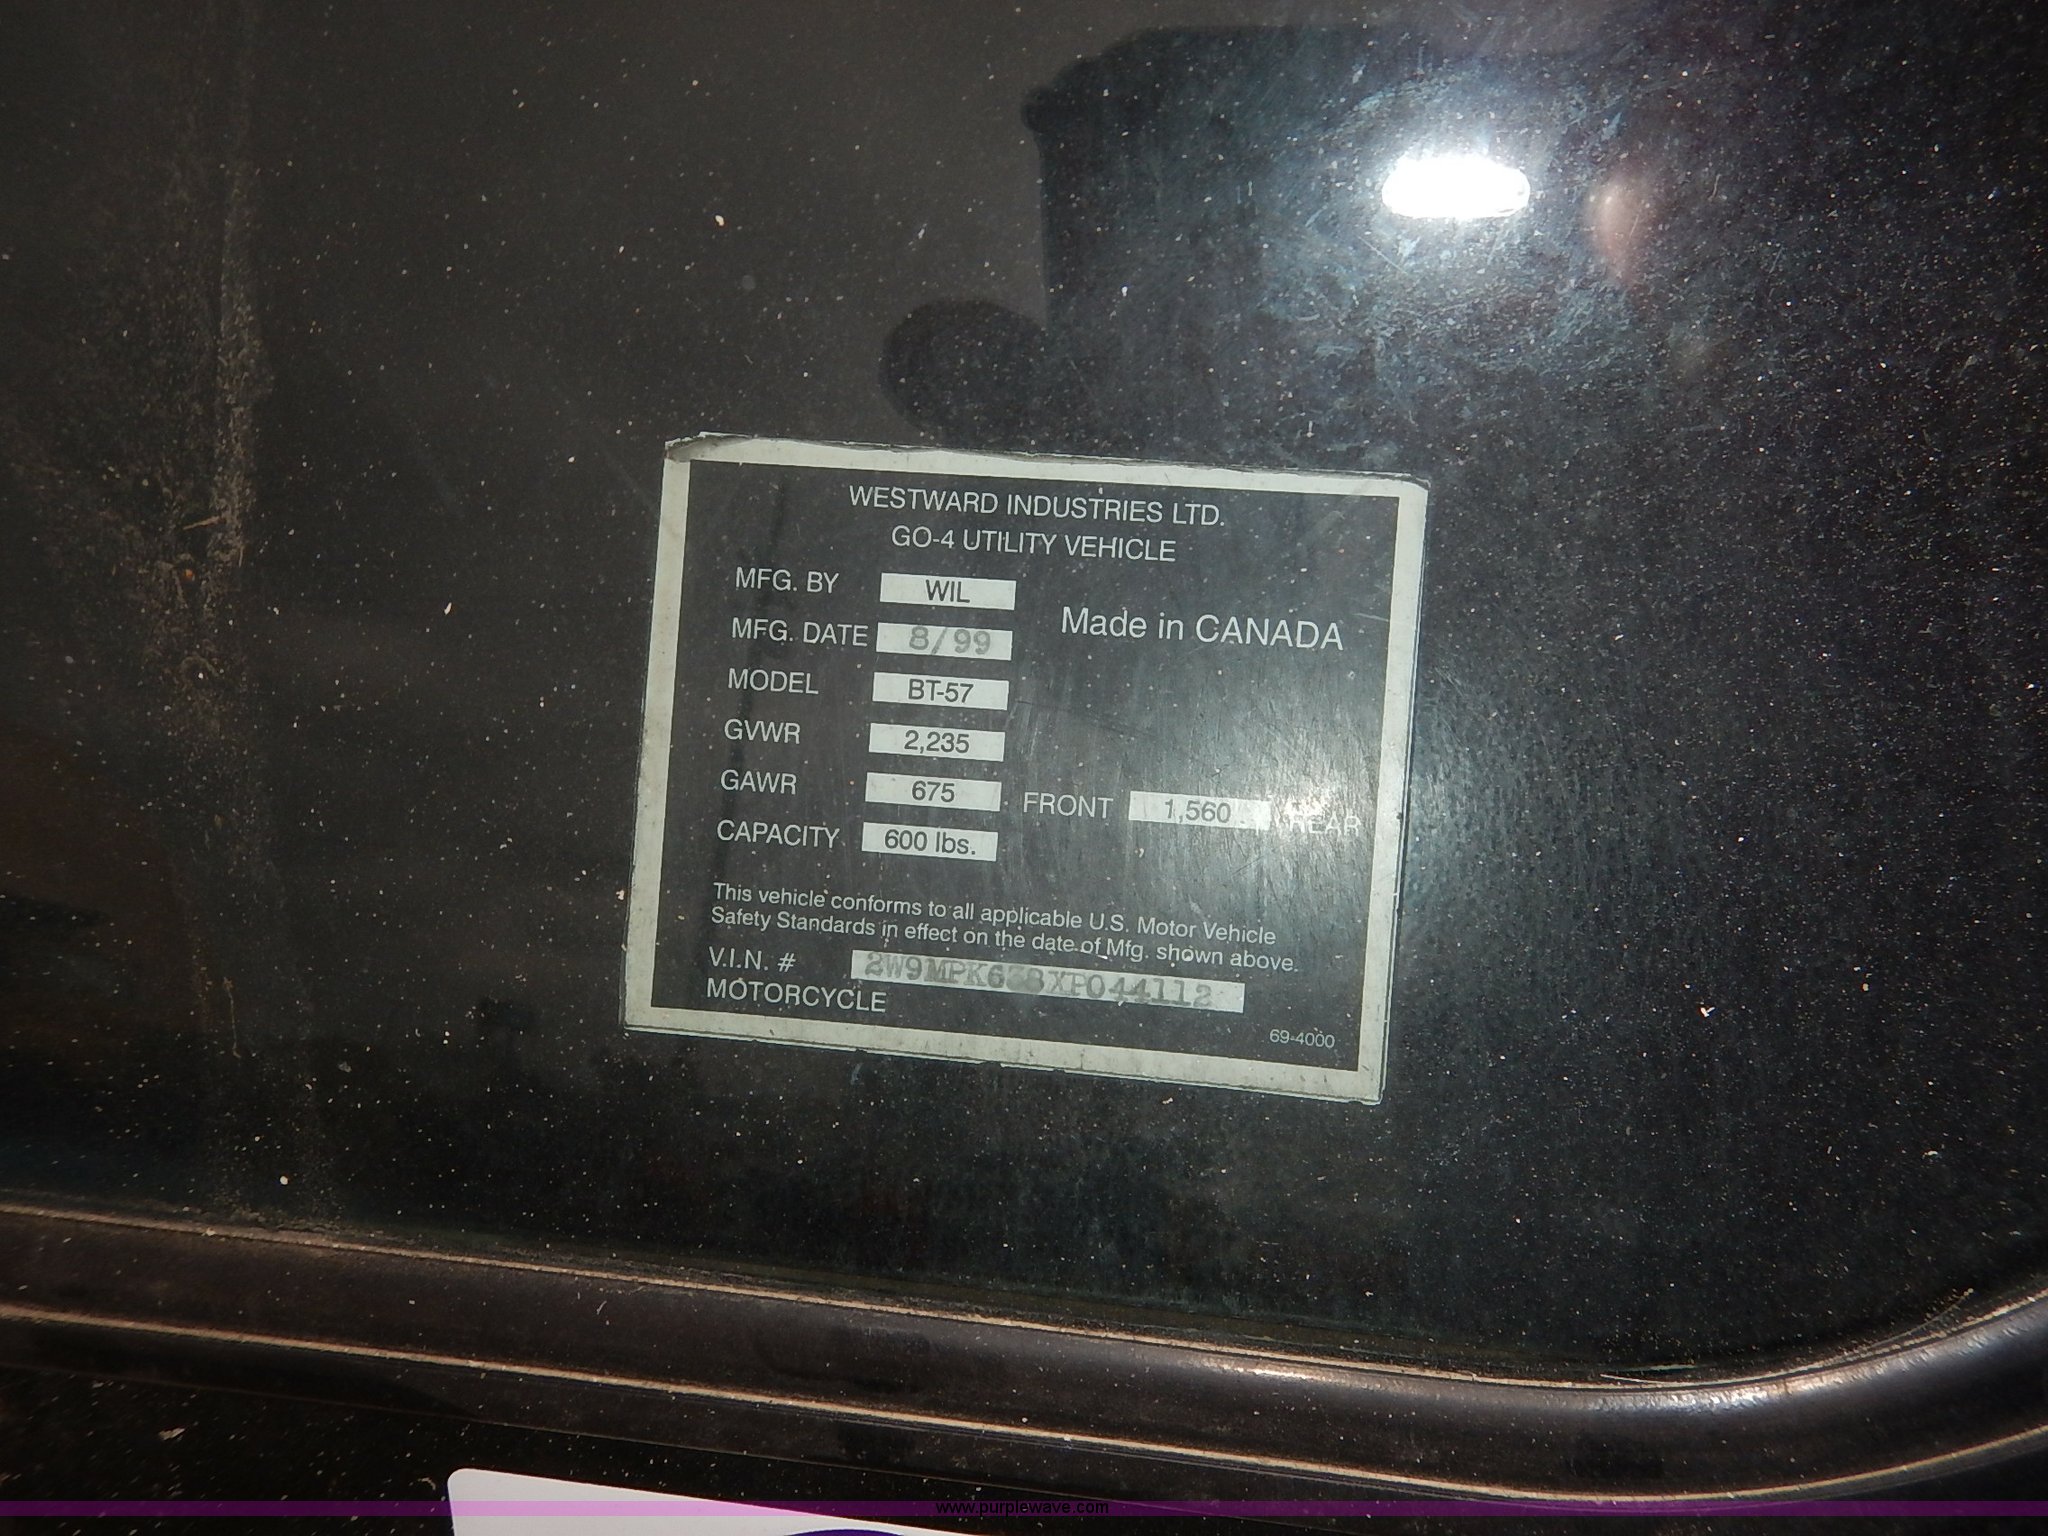 WESTWARD INDUSTRIES LTD.
GO-4 UTILITY VEHICLE
MFG. BY WIL
Made in CANADA
MFG. DATE 8/99
MODEL BT-57
GVWR 2,235
GAWR 675 FRONT 1,560 REAR
CAPACITY 600 lbs.
This vehicle conforms to all applicable U.S. Motor Vehicle
Safety Standards in effect on the date of Mfg. shown above.
V.I.N. #
MOTORCYCLE
69-4000
www.purplewave.com